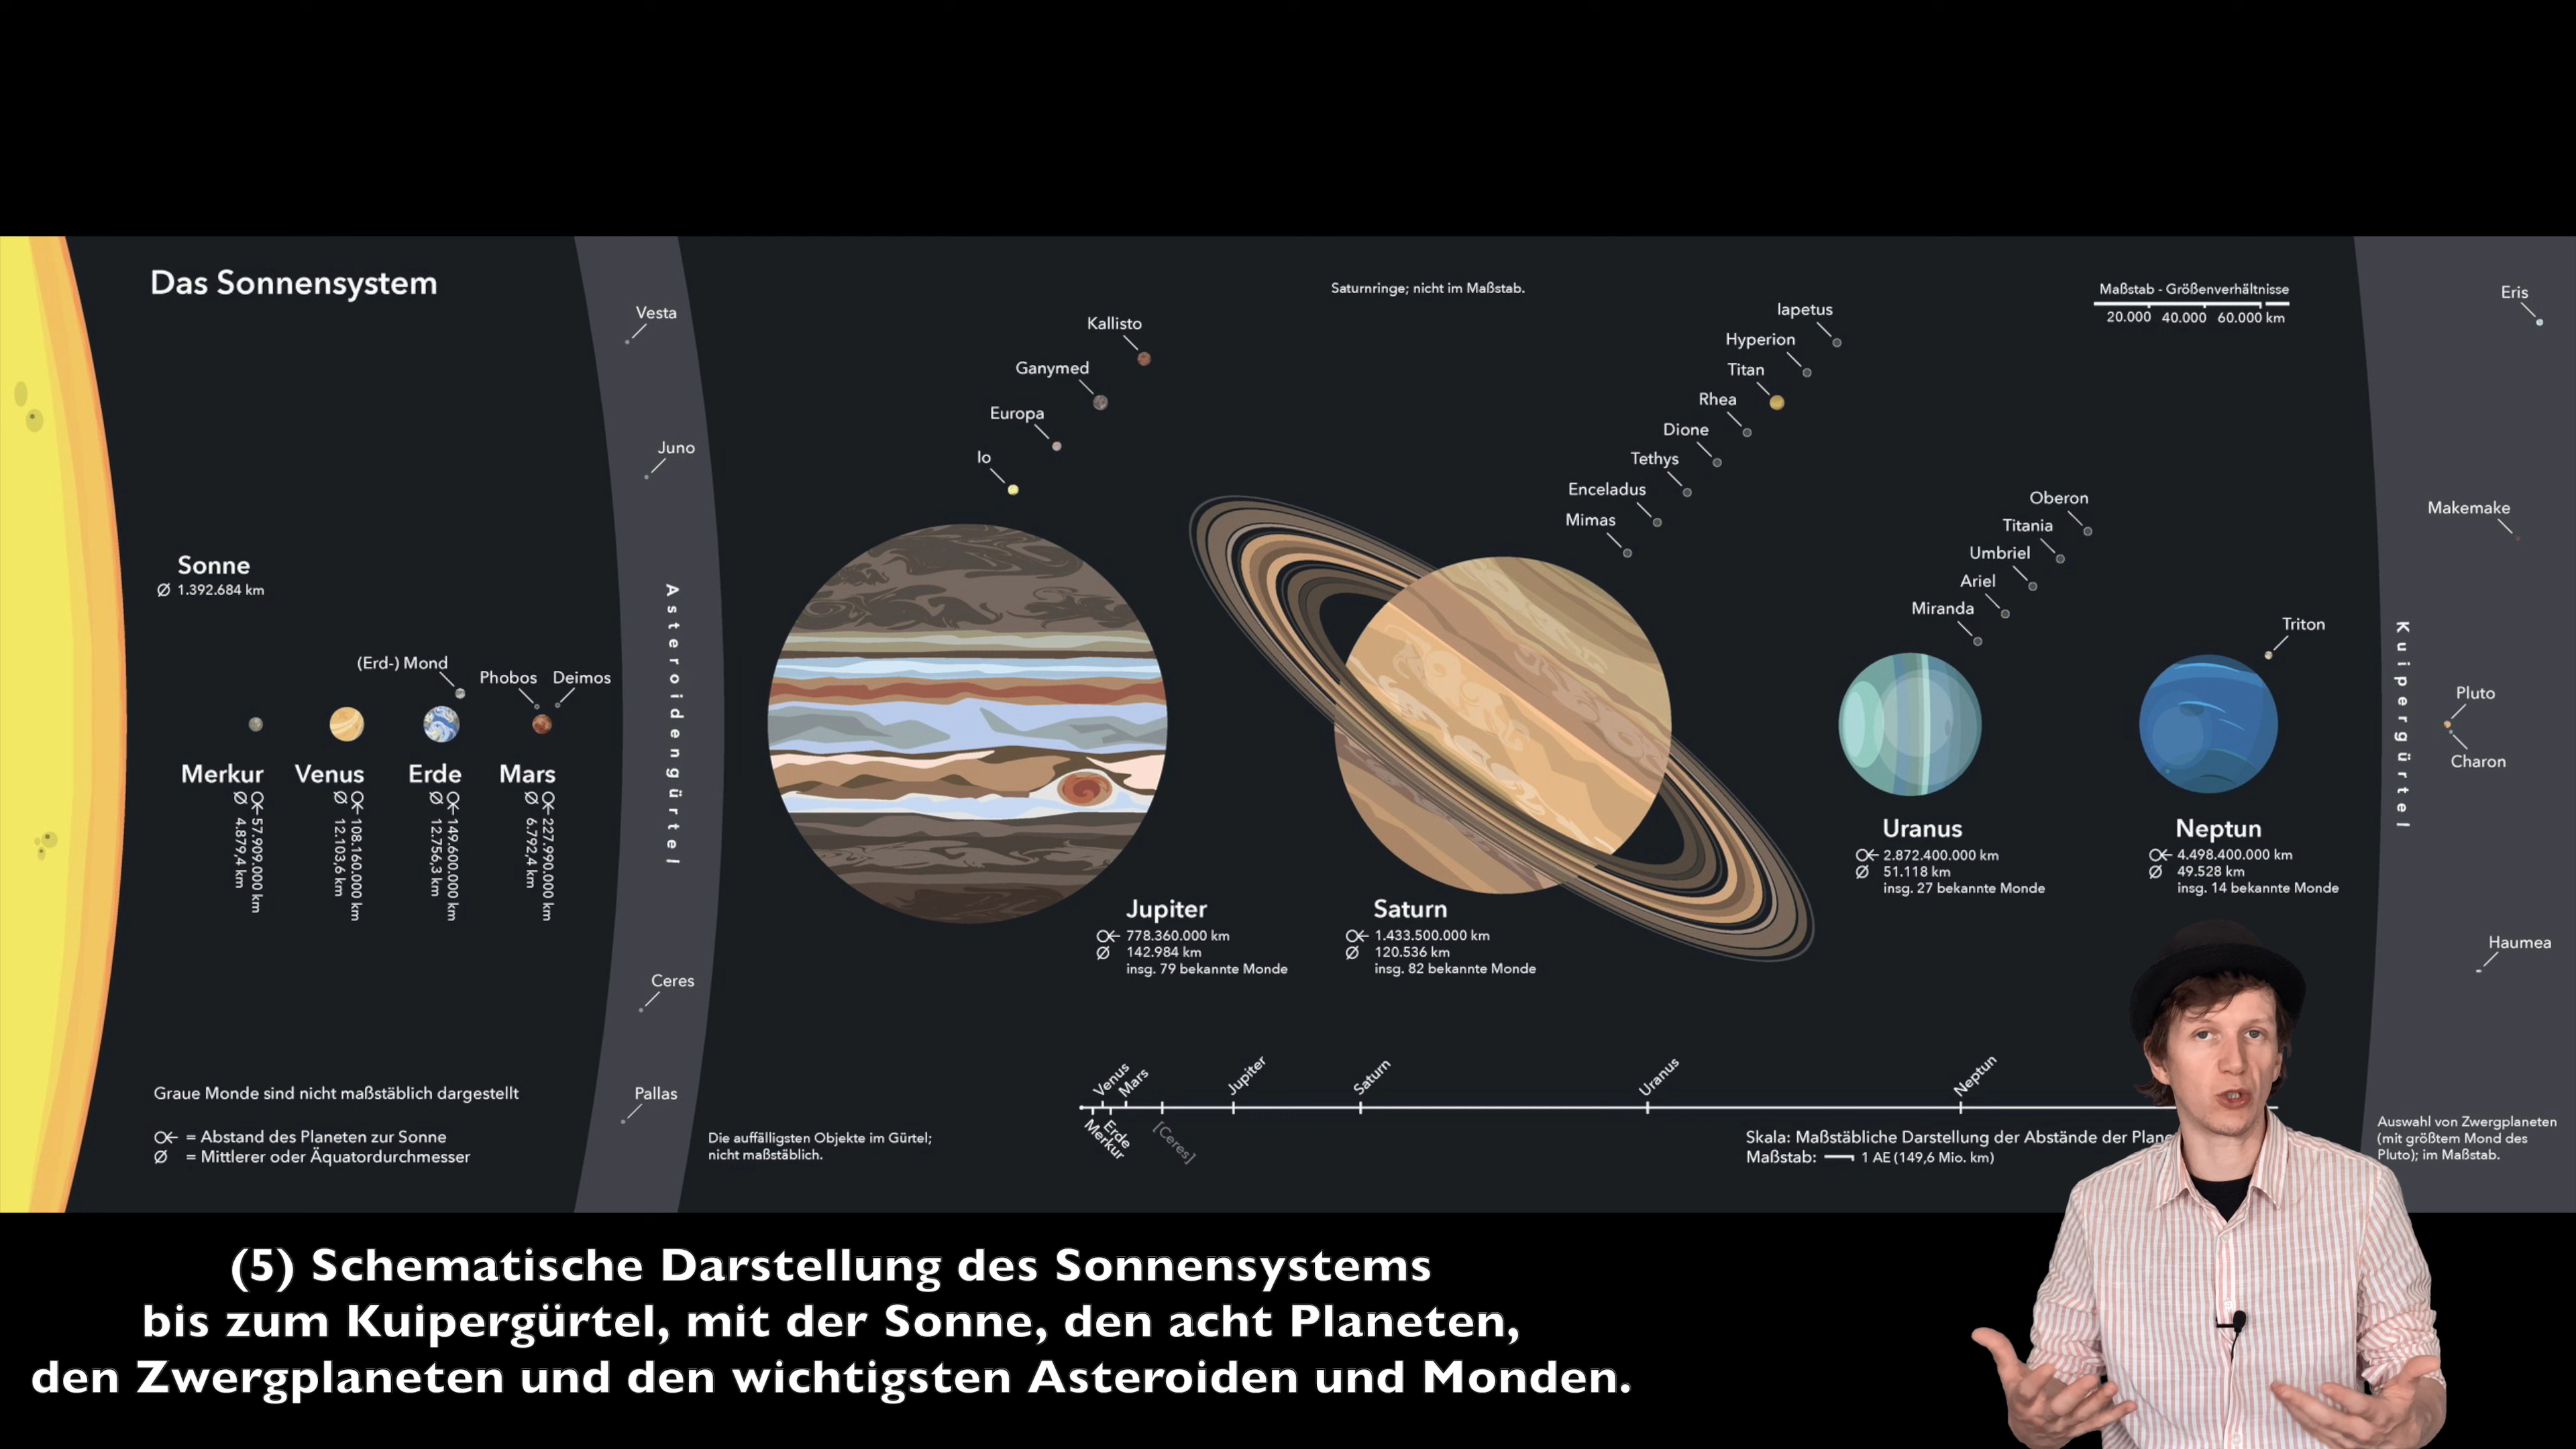 Das Sonnensystem
Saturnringe; nicht im Maßstab.
Maßstab - Größenverhältnisse
20.000 40.000 60.000 km
Vesta
Juno
Asteroidengürtel
Ceres
Pallas
Sonne
Ø 1.392.684 km
(Erd-) Mond
Phobos
Deimos
Merkur
57.909.000 km
Ø 4.879,4 km
Venus
108.160.000 km
Ø 12.103,6 km
Erde
149.600.000 km
Ø 12.756,3 km
Mars
227.990.000 km
Ø 6.792,4 km
Kallisto
Ganymed
Europa
Io
Jupiter
778.360.000 km
Ø 142.984 km
insg. 79 bekannte Monde
Iapetus
Hyperion
Titan
Rhea
Dione
Tethys
Enceladus
Mimas
Saturn
1.433.500.000 km
Ø 120.536 km
insg. 82 bekannte Monde
Oberon
Titania
Umbriel
Ariel
Miranda
Uranus
2.872.400.000 km
Ø 51.118 km
insg. 27 bekannte Monde
Triton
Neptun
4.498.400.000 km
Ø 49.528 km
insg. 14 bekannte Monde
Kuipergürtel
Eris
Makemake
Pluto
Charon
Haumea
Graue Monde sind nicht maßstäblich dargestellt
= Abstand des Planeten zur Sonne
Ø = Mittlerer oder Äquatordurchmesser
Die auffälligsten Objekte im Gürtel;
nicht maßstäblich.
Merkur
Venus
Erde
Mars
[Ceres]
Jupiter
Saturn
Uranus
Neptun
Skala: Maßstäbliche Darstellung der Abstände der Plane
Maßstab: 1 AE (149,6 Mio. km)
Auswahl von Zwergplaneten
(mit größtem Mond des
Pluto); im Maßstab.
(5) Schematische Darstellung des Sonnensystems
bis zum Kuipergürtel, mit der Sonne, den acht Planeten,
den Zwergplaneten und den wichtigsten Asteroiden und Monden.